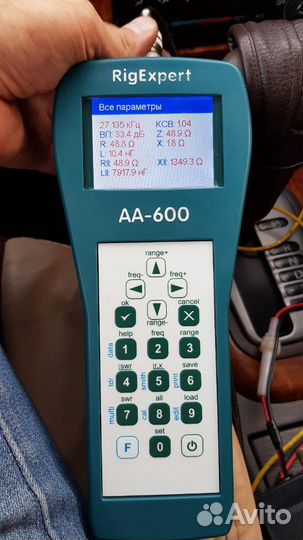 RigExpert
Все параметры
27 135 кГц КСВ: 1.04
ВП: 33.4 дБ Z: 48.9 Ω
R: 48.8 Ω X: 1.8 Ω
L: 10.4 нГ
RII: 48.9 Ω XII: 1349.3 Ω
LII: 7917.9 нГ
AA-600
range+
freq- freq+
ok cancel
range-
help freq range
data 1 2 3
swr r,x save
tdr 4 smith 5 print 6
swr all load
multi 7 cal 8 edit 9
set
F 0
Avito